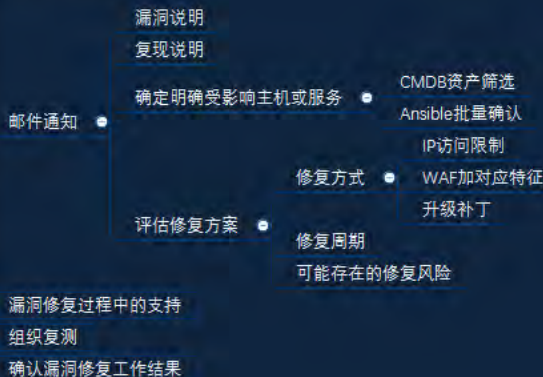 邮件通知
漏洞说明
复现说明
确定明确受影响主机或服务
CMDB资产筛选
Ansible批量确认
评估修复方案
修复方式
IP访问限制
WAF加对应特征
升级补丁
修复周期
可能存在的修复风险
漏洞修复过程中的支持
组织复测
确认漏洞修复工作结果